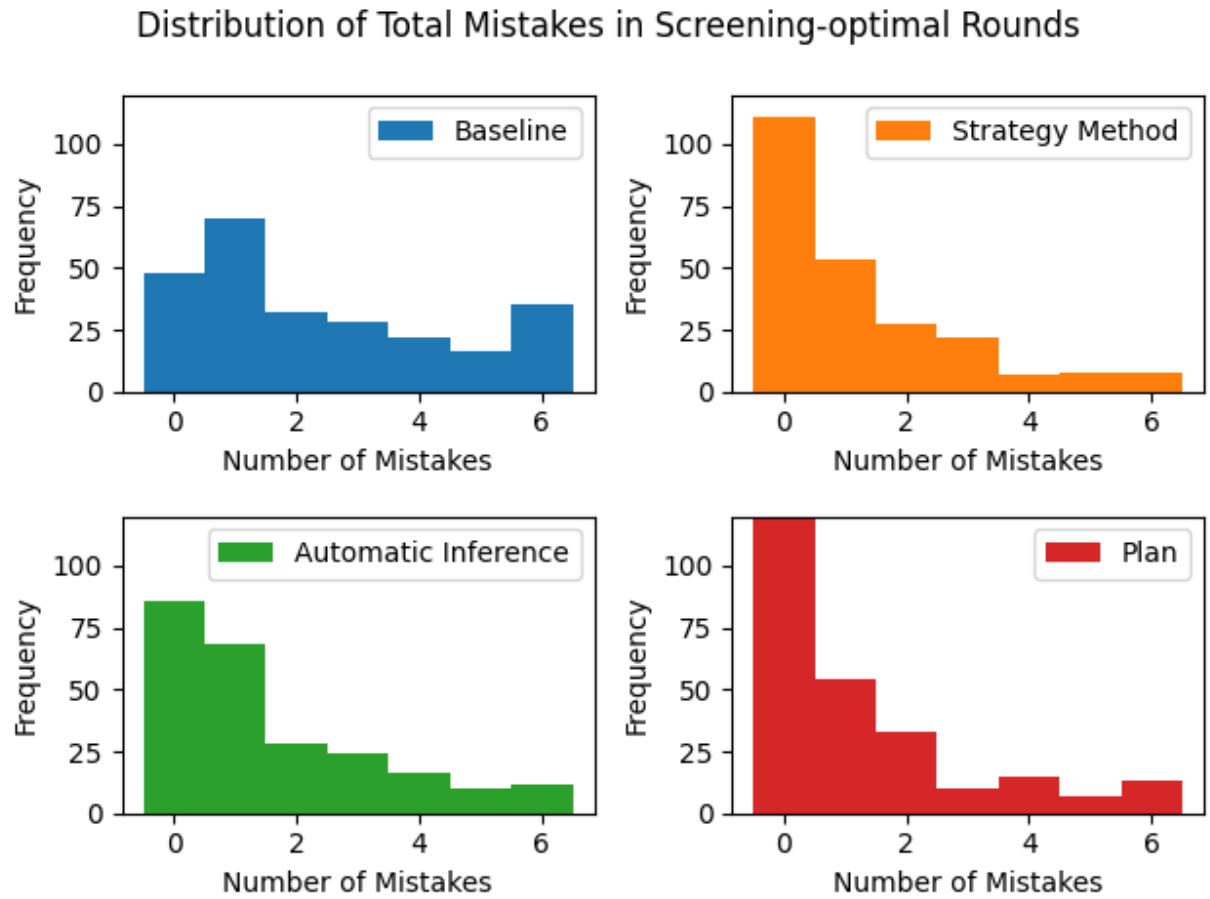 Distribution of Total Mistakes in Screening-optimal Rounds
Baseline
Frequency
100
75
50
25
0
0 2 4 6
Number of Mistakes
Strategy Method
Frequency
100
75
50
25
0
0 2 4 6
Number of Mistakes
Automatic Inference
Frequency
100
75
50
25
0
0 2 4 6
Number of Mistakes
Plan
Frequency
100
75
50
25
0
0 2 4 6
Number of Mistakes